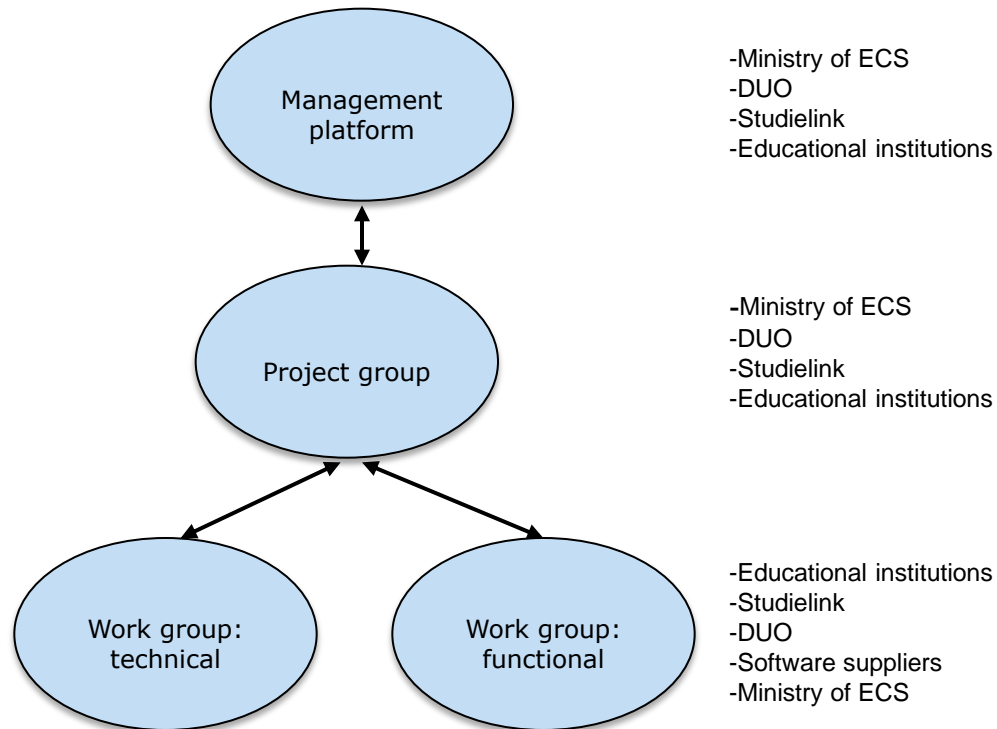 Management
platform
-Ministry of ECS
-DUO
-Studielink
-Educational institutions
Project group
-Ministry of ECS
-DUO
-Studielink
-Educational institutions
Work group:
technical
Work group:
functional
-Educational institutions
-Studielink
-DUO
-Software suppliers
-Ministry of ECS